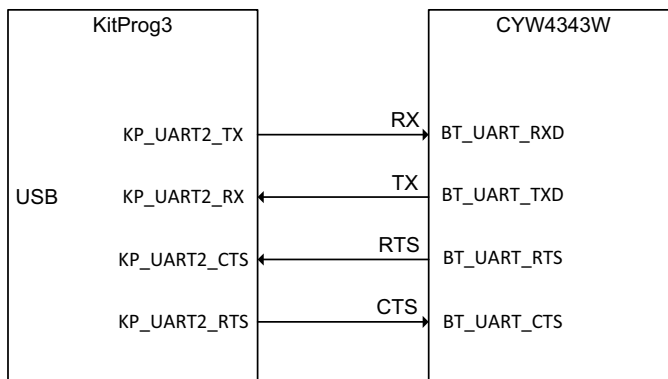 KitProg3
CYW4343W
KP_UART2_TX
RX
BT_UART_RXD
USB
KP_UART2_RX
TX
BT_UART_TXD
KP_UART2_CTS
RTS
BT_UART_RTS
KP_UART2_RTS
CTS
BT_UART_CTS